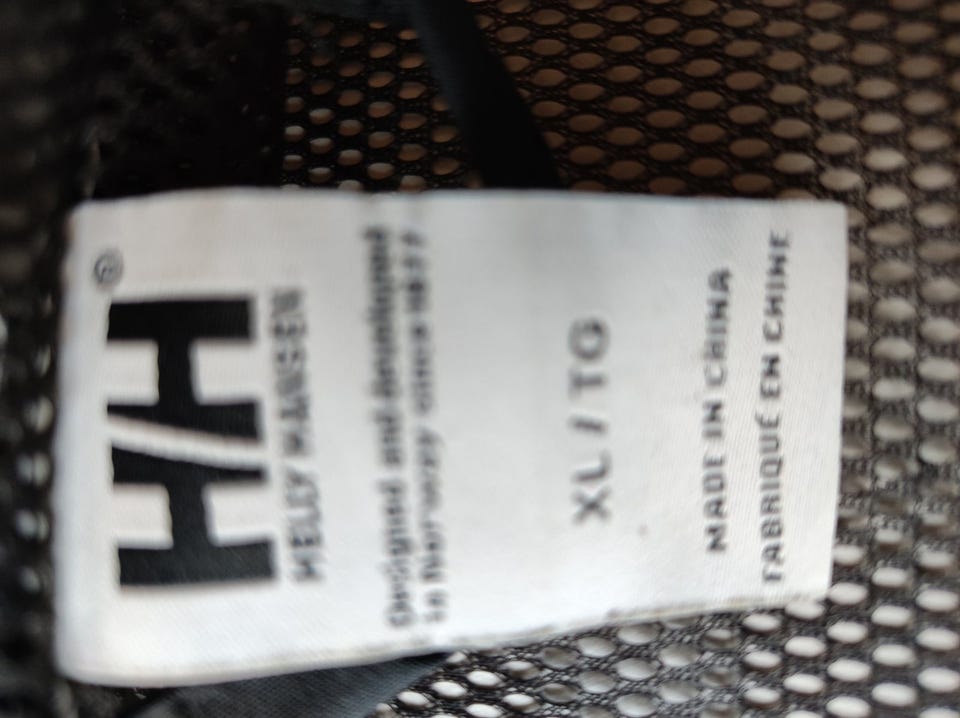 HH®
HELLY HANSEN
Designed and developed
in Norway since 1877
XL / TG
MADE IN CHINA
FABRIQUÉ EN CHINE